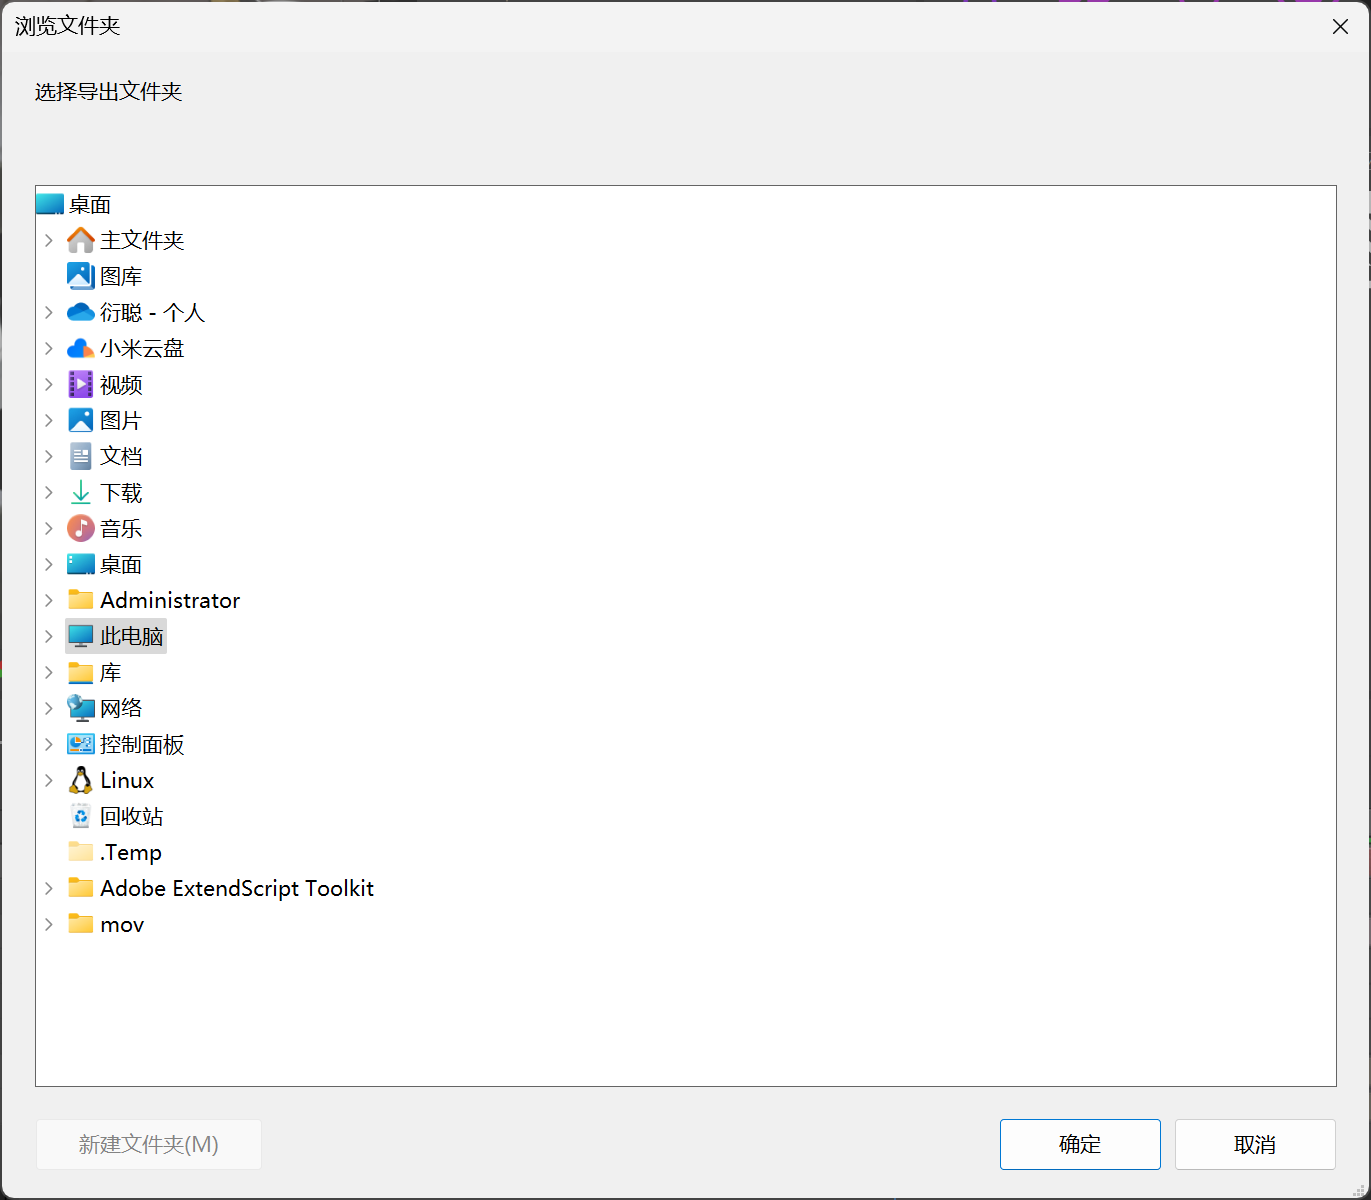 浏览文件夹
选择导出文件夹
桌面
主文件夹
图库
衍聪 - 个人
小米云盘
视频
图片
文档
下载
音乐
桌面
Administrator
此电脑
库
网络
控制面板
Linux
回收站
.Temp
Adobe ExtendScript Toolkit
mov
新建文件夹(M)
确定
取消